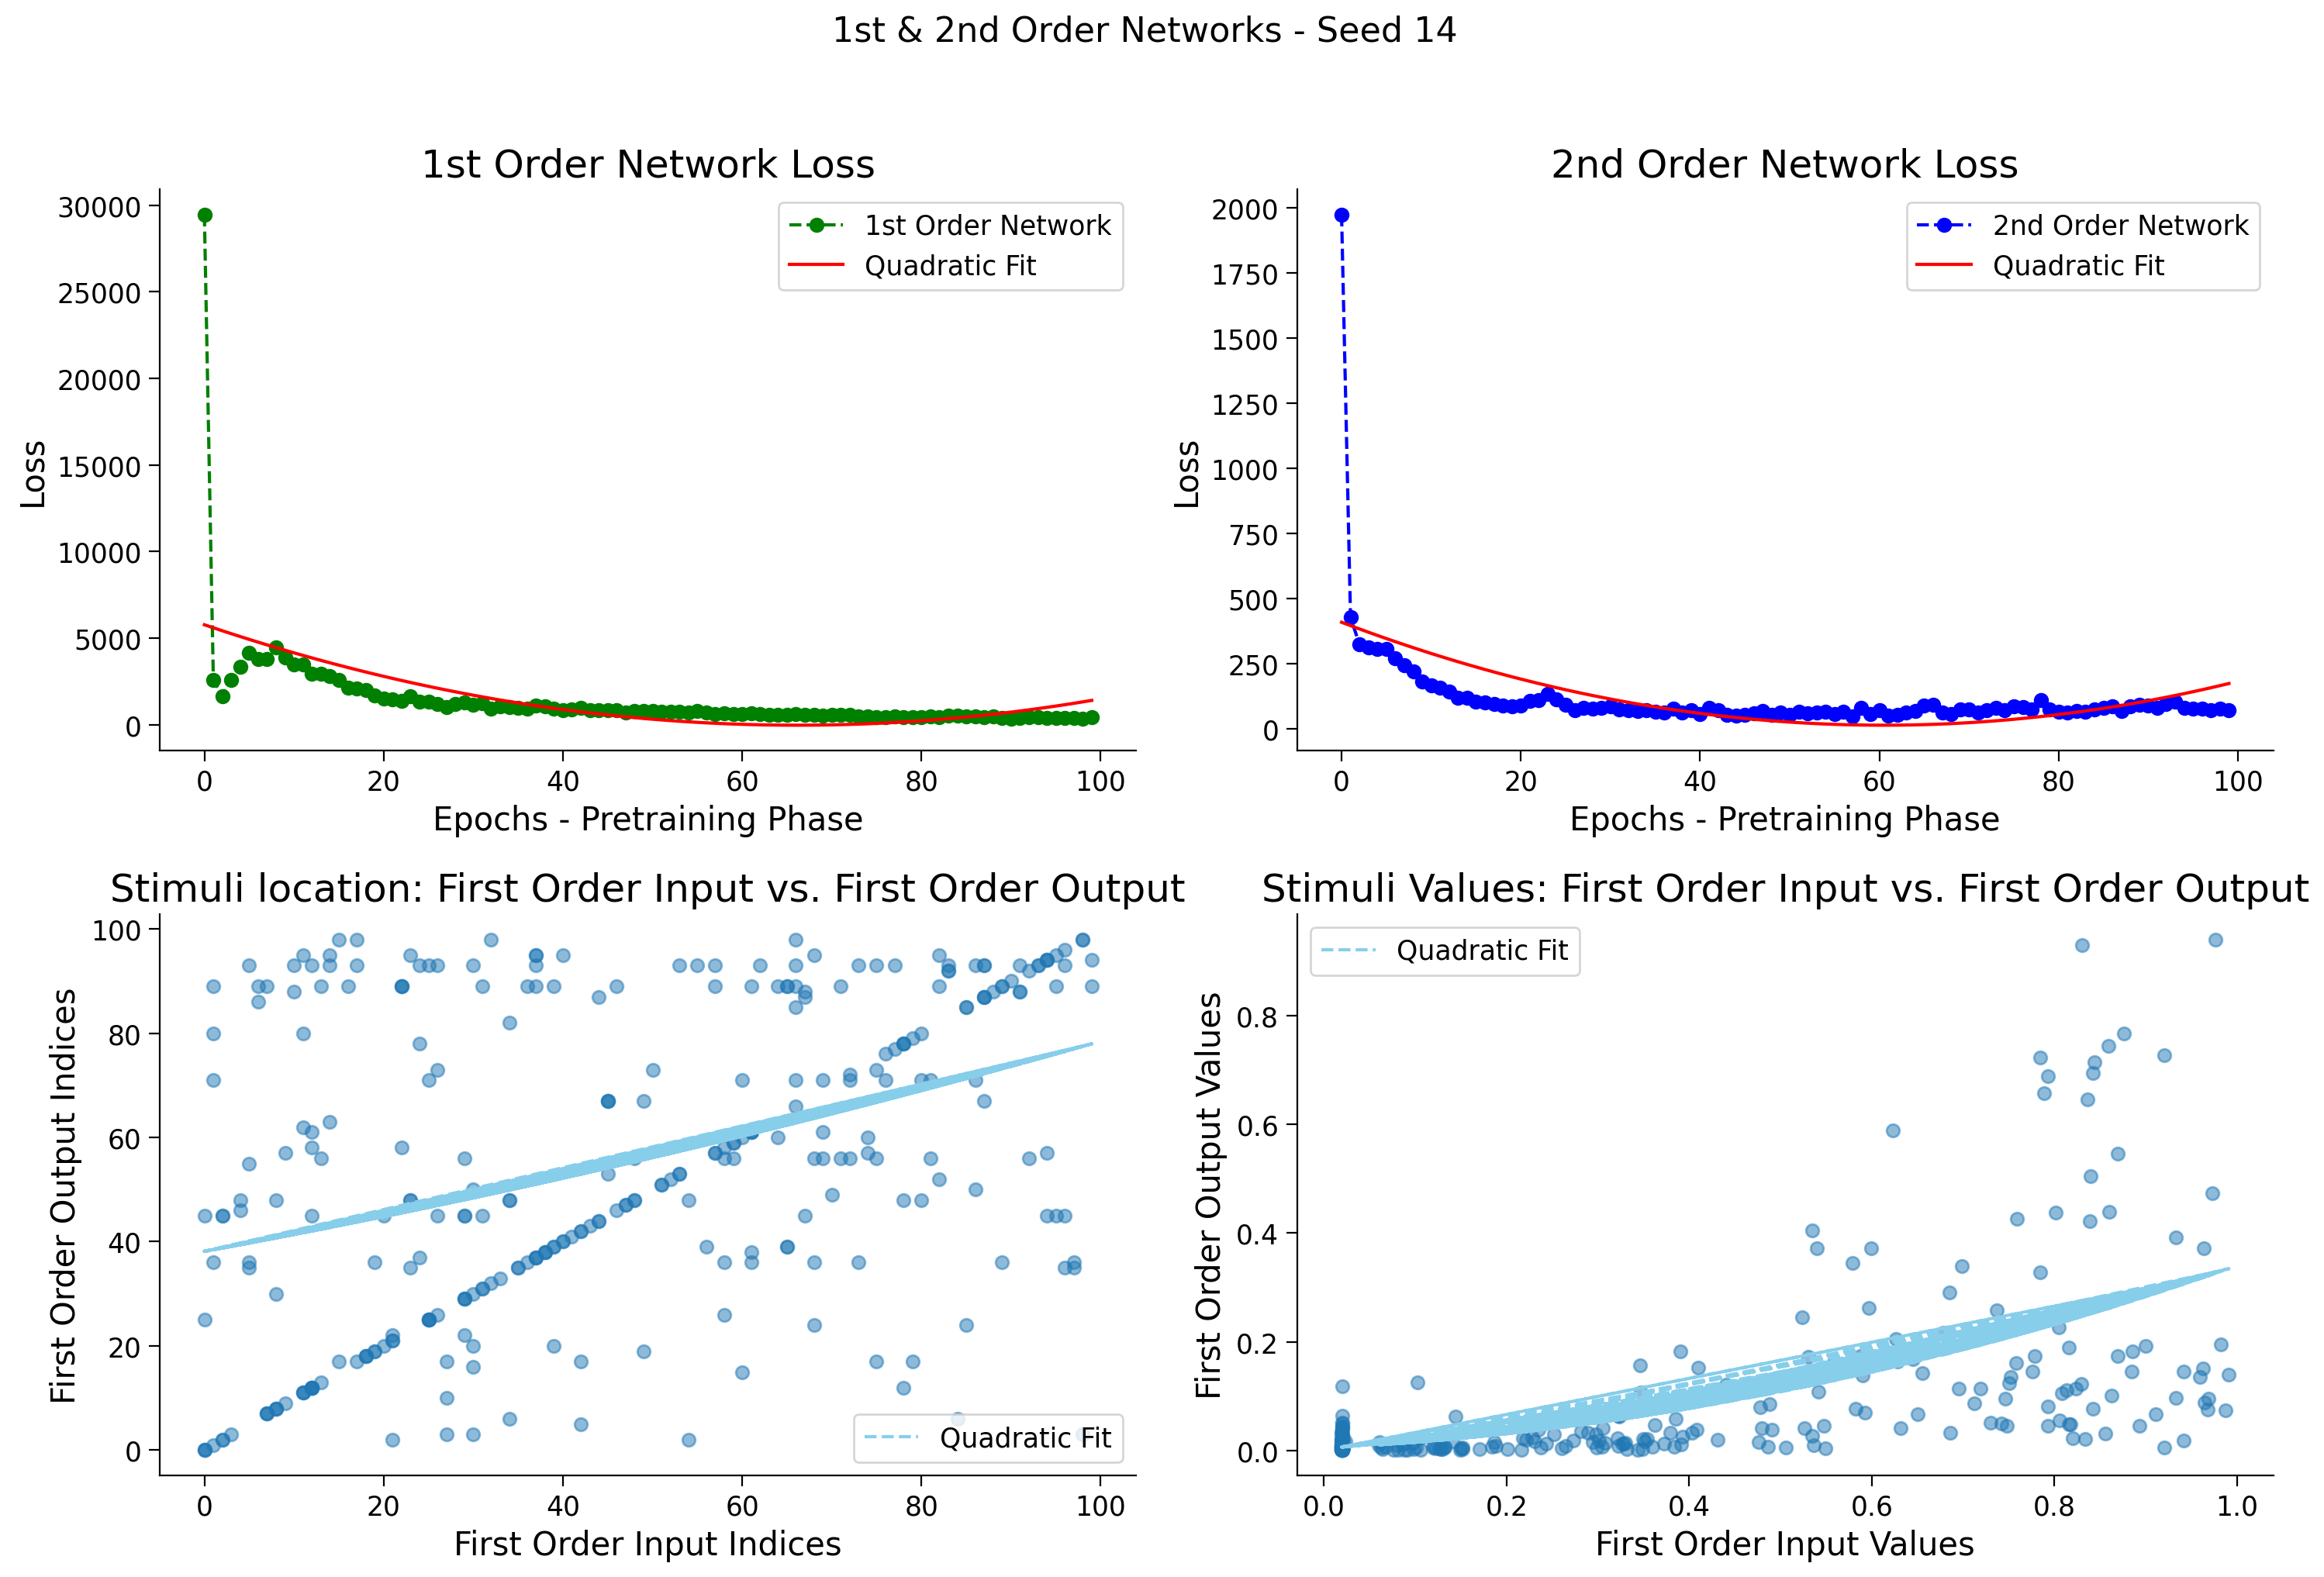 1st & 2nd Order Networks - Seed 14
1st Order Network Loss
30000
25000
20000
15000
10000
5000
0
Loss
1st Order Network
Quadratic Fit
0 20 40 60 80 100
Epochs - Pretraining Phase
2nd Order Network Loss
2000
1750
1500
1250
1000
750
500
250
0
Loss
2nd Order Network
Quadratic Fit
0 20 40 60 80 100
Epochs - Pretraining Phase
Stimuli location: First Order Input vs. First Order Output
100
80
60
40
20
0
First Order Output Indices
Quadratic Fit
0 20 40 60 80 100
First Order Input Indices
Stimuli Values: First Order Input vs. First Order Output
Quadratic Fit
0.8
0.6
0.4
0.2
0.0
First Order Output Values
0.0 0.2 0.4 0.6 0.8 1.0
First Order Input Values